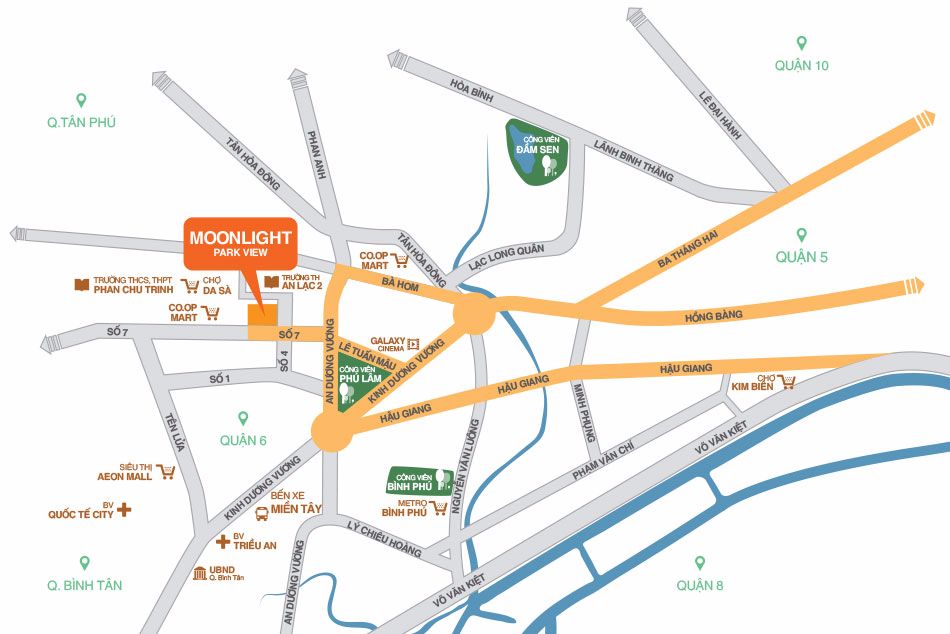 QUẬN 10
Q.TÂN PHÚ
HÒA BÌNH
LÊ ĐẠI HÀNH
TÂN HÒA ĐÔNG
PHAN ANH
CÔNG VIÊN
ĐẦM SEN
LÃNH BINH THĂNG
MOONLIGHT
PARK VIEW
TÂN HÒA ĐÔNG
LẠC LONG QUÂN
BA THÁNG HAI
QUẬN 5
CO.OP
MART
TRƯỜNG THCS, THPT
PHAN CHU TRINH
CHỢ
DA SÀ
TRƯỜNG TH
AN LẠC 2
BÀ HOM
CO.OP
MART
HỒNG BÀNG
SỐ 7
SỐ 7
AN DƯƠNG VƯƠNG
LÊ TUẤN MẬU
GALAXY
CINEMA
KINH DƯƠNG VƯƠNG
SỐ 4
SỐ 1
CÔNG VIÊN
PHÚ LÂM
HẬU GIANG
HẬU GIANG
HẬU GIANG
CHỢ
KIM BIÊN
TÊN LỬA
QUẬN 6
MINH PHỤNG
PHẠM VĂN CHÍ
VÕ VĂN KIỆT
NGUYỄN VĂN LUÔNG
SIÊU THỊ
AEON MALL
KINH DƯƠNG VƯƠNG
BẾN XE
MIỀN TÂY
CÔNG VIÊN
BÌNH PHÚ
METRO
BÌNH PHÚ
BV
QUỐC TẾ CITY
BV
TRIỀU AN
LÝ CHIÊU HOÀNG
AN DƯƠNG VƯƠNG
UBND
Q. Bình Tân
Q. BÌNH TÂN
VÕ VĂN KIỆT
QUẬN 8